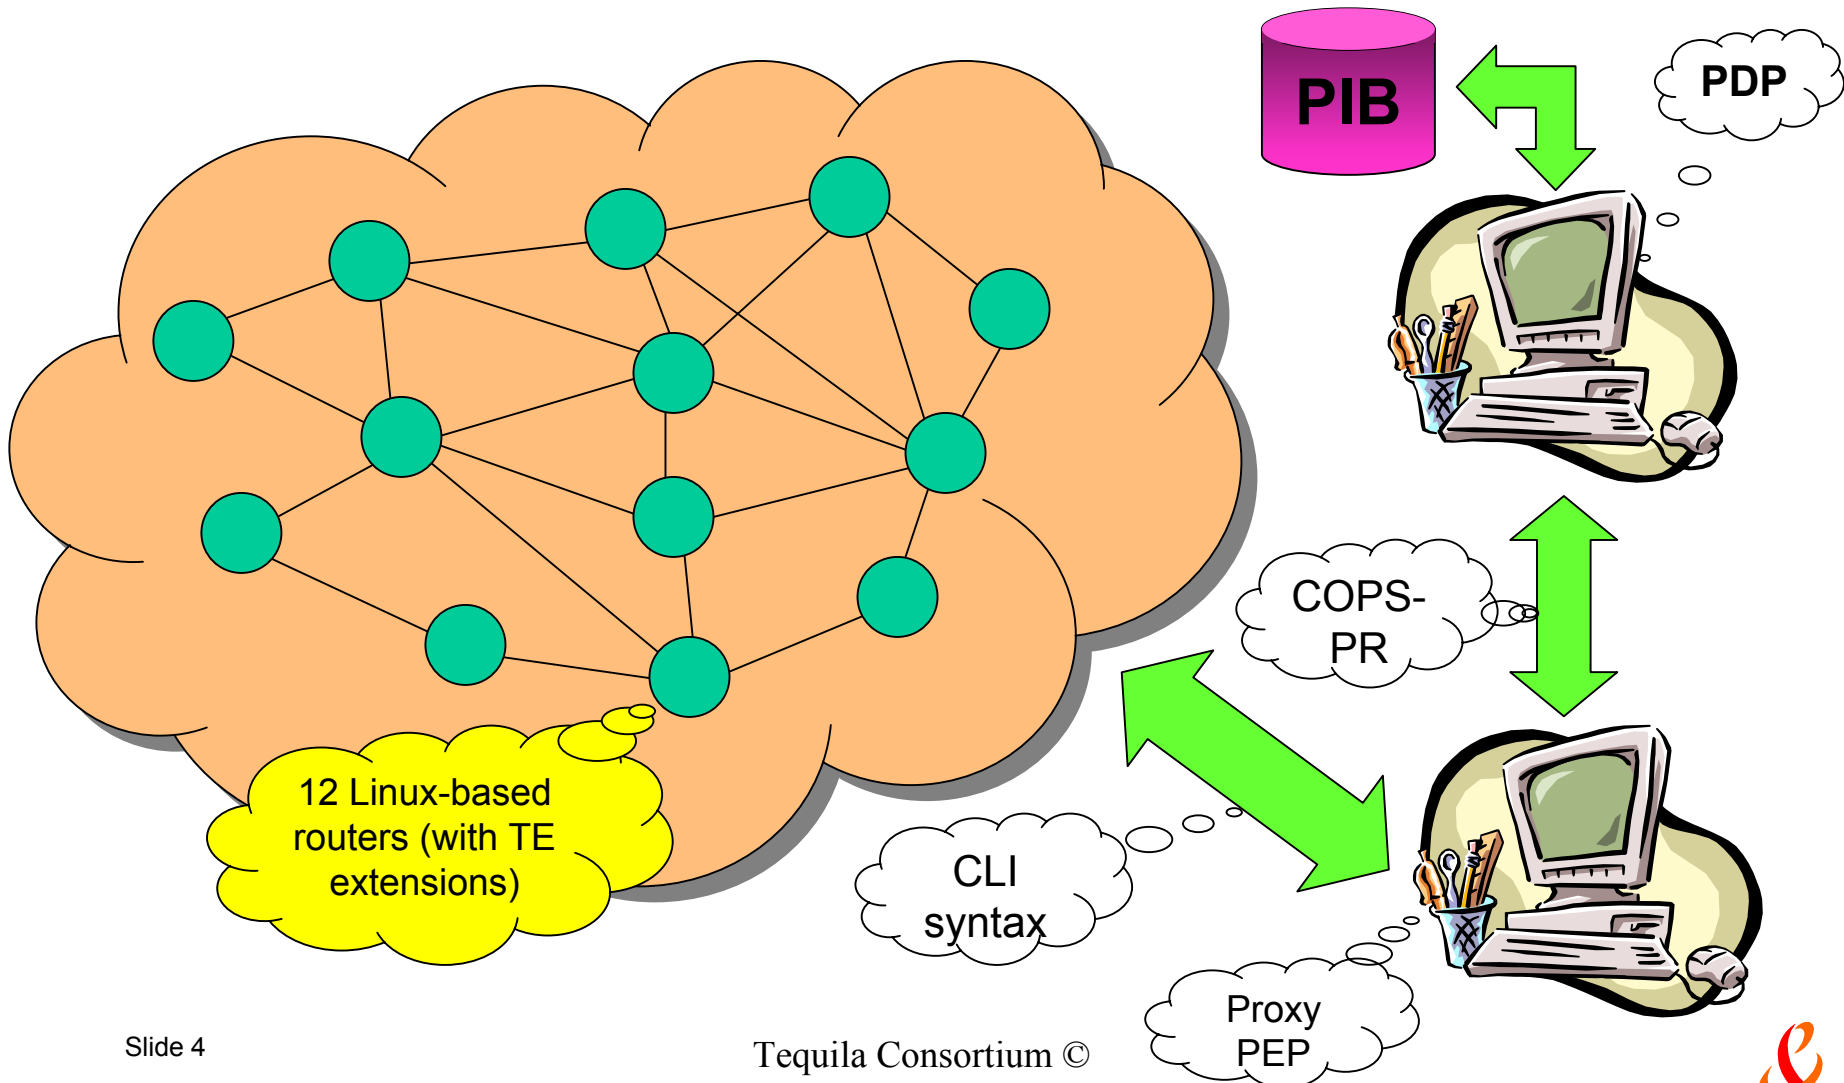 PIB
PDP
COPS-
PR
12 Linux-based
routers (with TE
extensions)
CLI
syntax
Proxy
PEP
Slide 4
Tequila Consortium ©